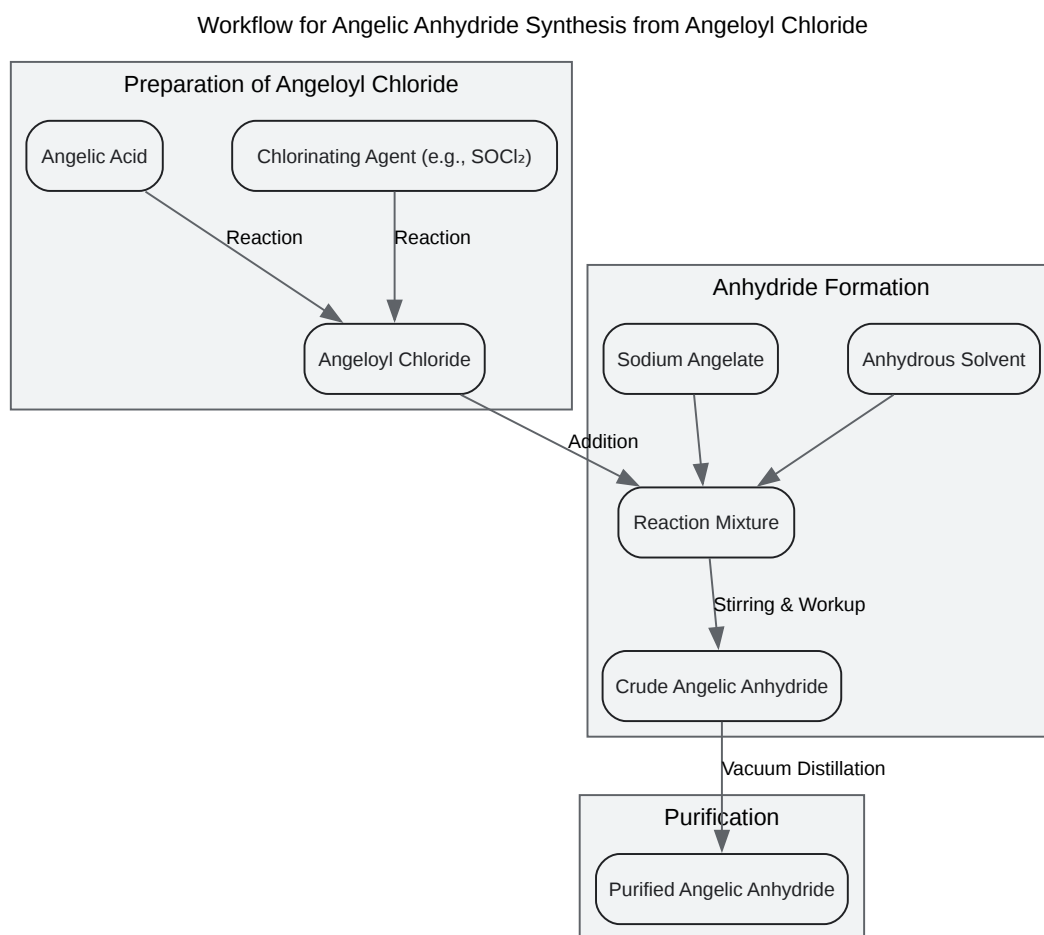 Workflow for Angelic Anhydride Synthesis from Angeloyl Chloride
Preparation of Angeloyl Chloride
Angelic Acid
Chlorinating Agent (e.g., SOCl₂)
Reaction
Reaction
Angeloyl Chloride
Anhydride Formation
Sodium Angelate
Anhydrous Solvent
Addition
Reaction Mixture
Stirring & Workup
Crude Angelic Anhydride
Vacuum Distillation
Purification
Purified Angelic Anhydride